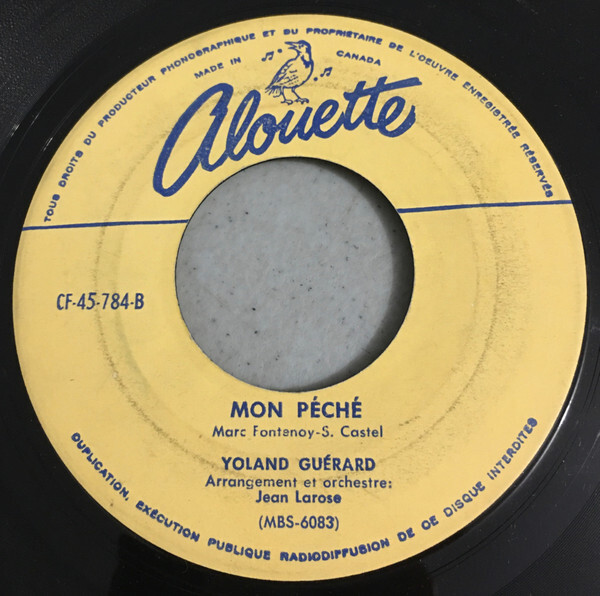 TOUS DROITS DU PRODUCTEUR PHONOGRAPHIQUE ET DU PROPRIÉTAIRE DE L'OEUVRE ENREGISTRÉE RÉSERVÉS
MADE IN CANADA
Alouette
CF-45-784-B
MON PÉCHÉ
Marc Fontenoy-S. Castel
YOLAND GUÉRARD
Arrangement et orchestre:
Jean Larose
(MBS-6083)
DUPLICATION, EXÉCUTION PUBLIQUE RADIODIFFUSION DE OE DISQUE INTERDITES